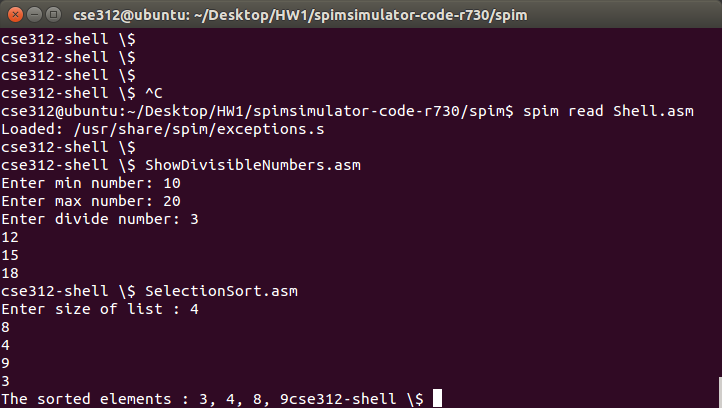 cse312@ubuntu: ~/Desktop/HW1/spimsimulator-code-r730/spim
cse312-shell \$
cse312-shell \$
cse312-shell \$
cse312-shell \$ ^C
cse312@ubuntu:~/Desktop/HW1/spimsimulator-code-r730/spim$ spim read Shell.asm
Loaded: /usr/share/spim/exceptions.s
cse312-shell \$
cse312-shell \$ ShowDivisibleNumbers.asm
Enter min number: 10
Enter max number: 20
Enter divide number: 3
12
15
18
cse312-shell \$ SelectionSort.asm
Enter size of list : 4
8
4
9
3
The sorted elements : 3, 4, 8, 9cse312-shell \$